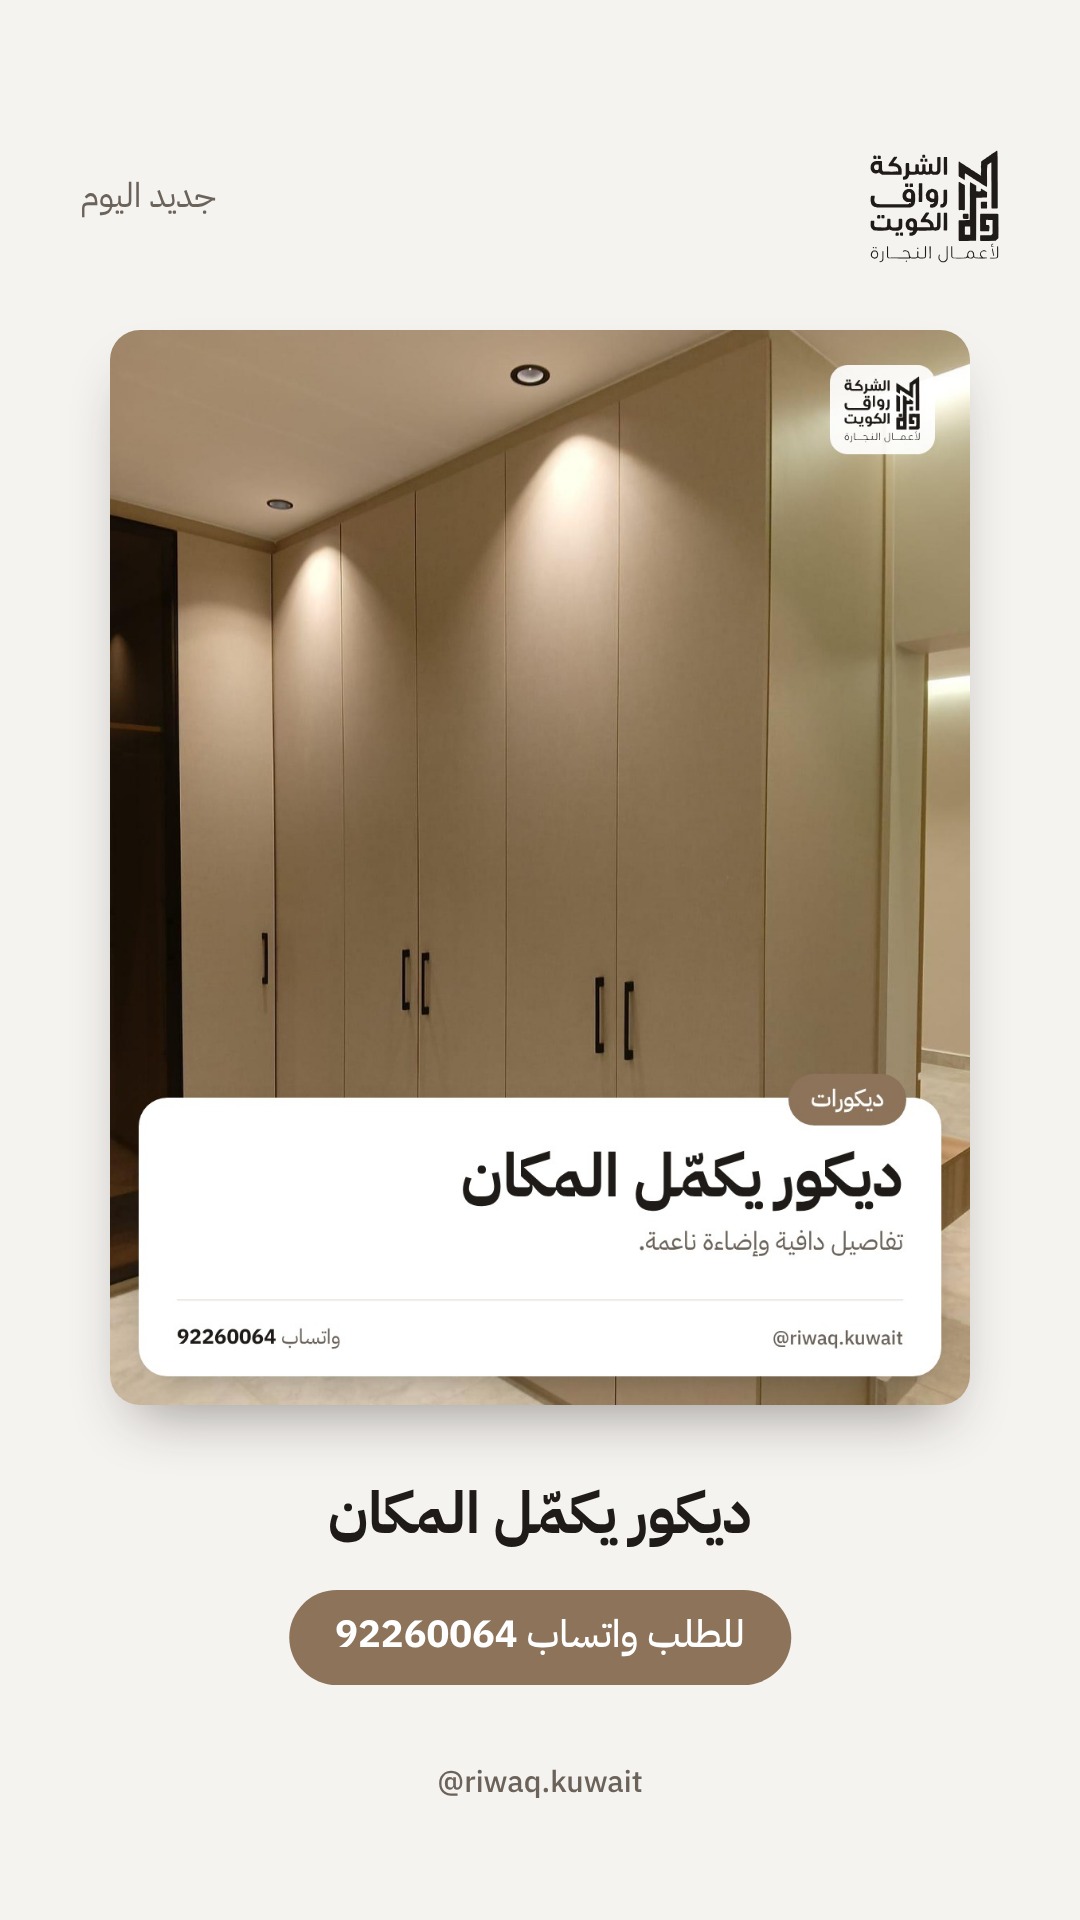 الشركة
رواق
الكويت
لأعمال النجارة
جديد اليوم
الشركة
رواق
الكويت
لأعمال النجارة
ديكورات
ديكور يكمّل المكان
تفاصيل دافية وإضاءة ناعمة.
@riwaq.kuwait
واتساب 92260064
ديكور يكمّل المكان
للطلب واتساب 92260064
@riwaq.kuwait